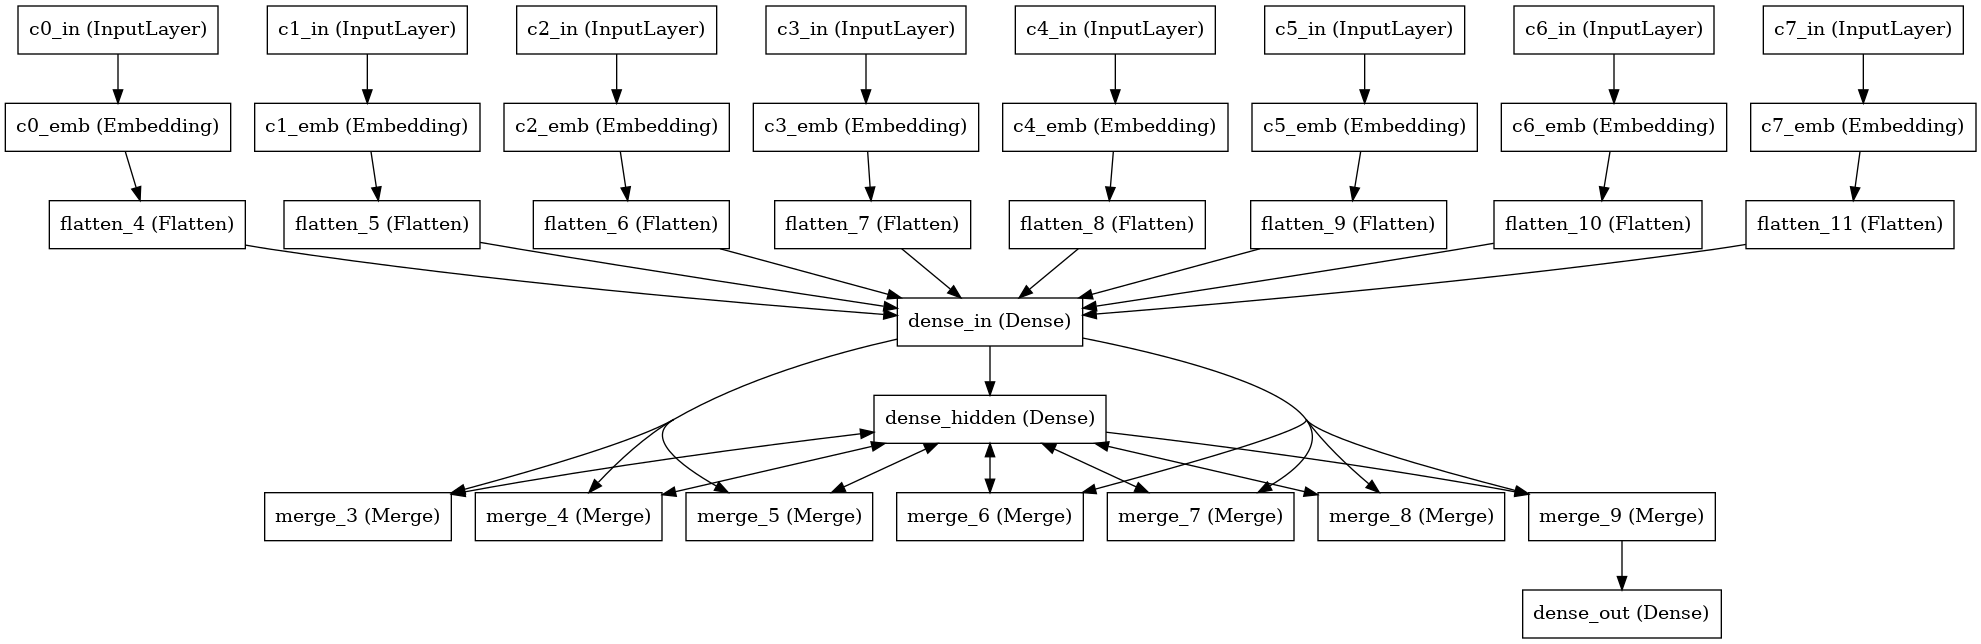 c0_in (InputLayer)
c1_in (InputLayer)
c2_in (InputLayer)
c3_in (InputLayer)
c4_in (InputLayer)
c5_in (InputLayer)
c6_in (InputLayer)
c7_in (InputLayer)
c0_emb (Embedding)
c1_emb (Embedding)
c2_emb (Embedding)
c3_emb (Embedding)
c4_emb (Embedding)
c5_emb (Embedding)
c6_emb (Embedding)
c7_emb (Embedding)
flatten_4 (Flatten)
flatten_5 (Flatten)
flatten_6 (Flatten)
flatten_7 (Flatten)
flatten_8 (Flatten)
flatten_9 (Flatten)
flatten_10 (Flatten)
flatten_11 (Flatten)
dense_in (Dense)
dense_hidden (Dense)
merge_3 (Merge)
merge_4 (Merge)
merge_5 (Merge)
merge_6 (Merge)
merge_7 (Merge)
merge_8 (Merge)
merge_9 (Merge)
dense_out (Dense)